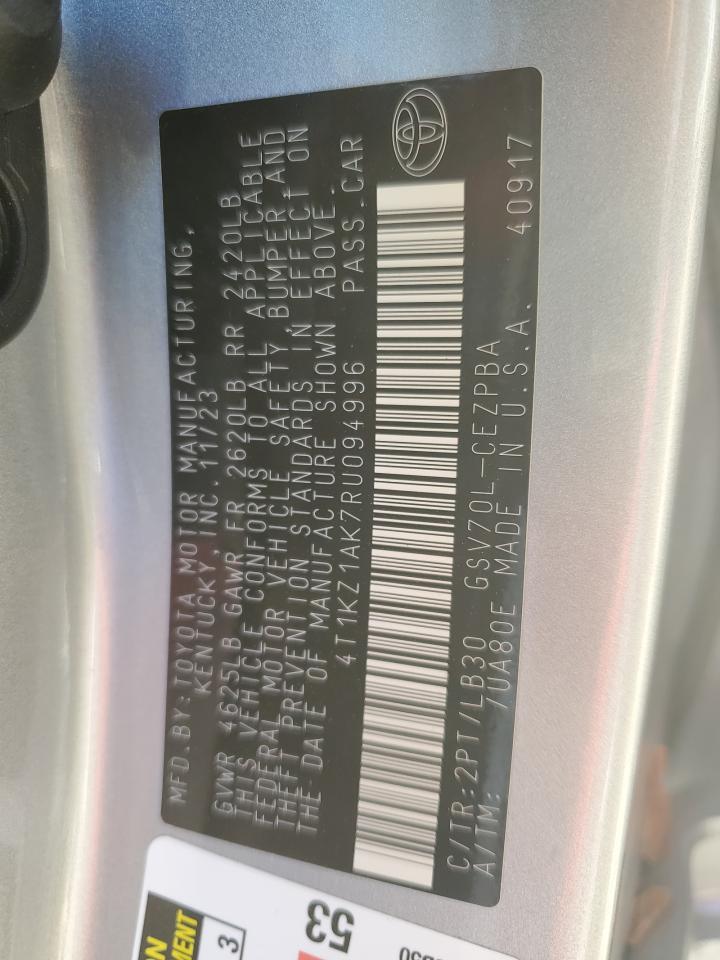 MFD.BY:TOYOTA MOTOR MANUFACTURING,
KENTUCKY,INC.11/23
GVWR 4625LB GAWR FR 2620LB RR 2420LB
THIS VEHICLE CONFORMS TO ALL APPLICABLE
FEDERAL MOTOR VEHICLE SAFETY, BUMPER,AND
THEFT PREVENTION STANDARDS IN EFFECT ON
THE DATE OF MANUFACTURE SHOWN ABOVE.
4T1KZ1AK7RU094996 PASS.CAR
C/TR:2PT/LB30 GSV70L-CEZPBA
A/TM: /UA80E MADE IN U.S.A. 40917
3
53